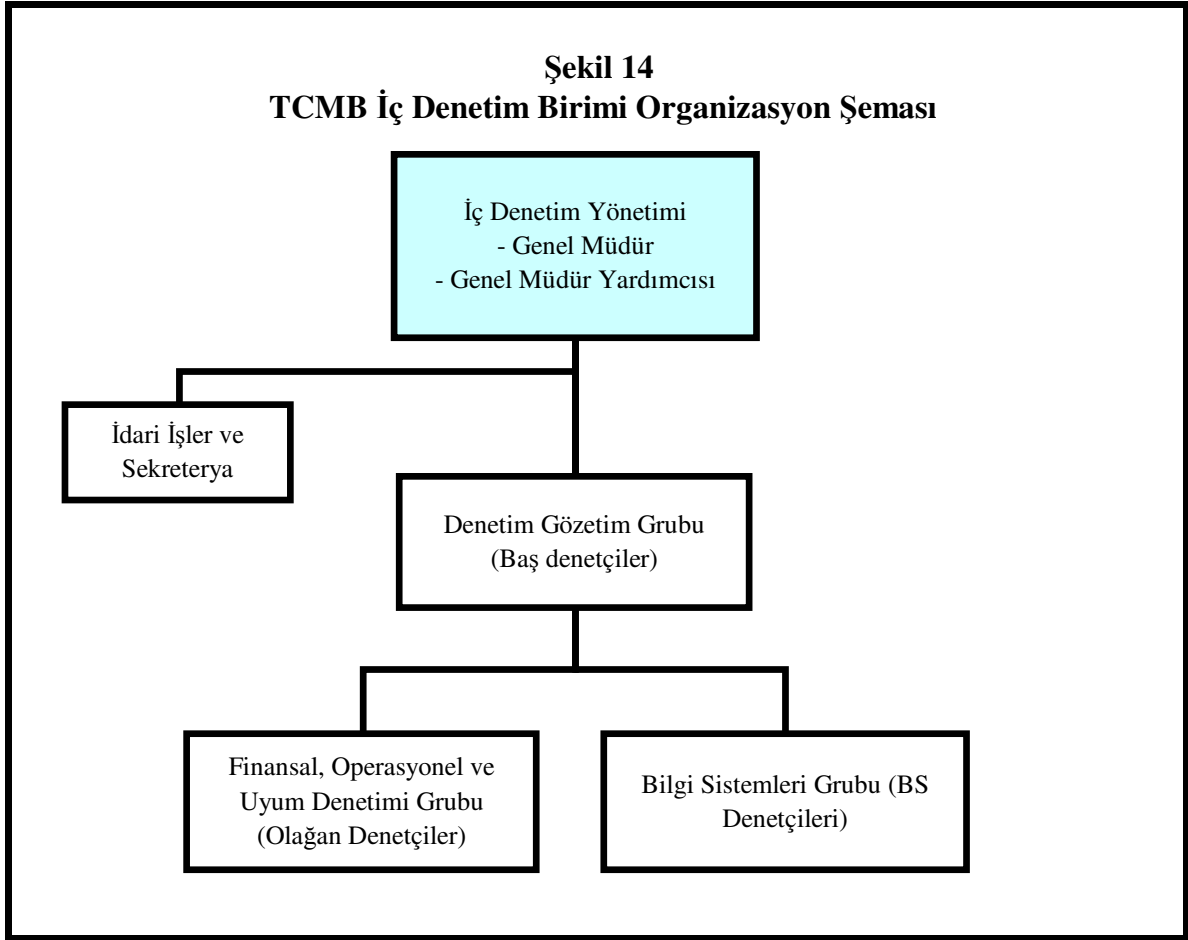 Şekil 14
TCMB İç Denetim Birimi Organizasyon Şeması
İç Denetim Yönetimi
- Genel Müdür
- Genel Müdür Yardımcısı
İdari İşler ve
Sekreterya
Denetim Gözetim Grubu
(Baş denetçiler)
Finansal, Operasyonel ve
Uyum Denetimi Grubu
(Olağan Denetçiler)
Bilgi Sistemleri Grubu (BS
Denetçileri)